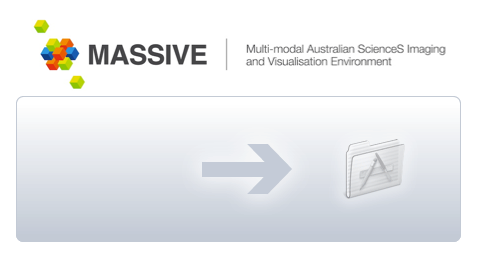 MASSIVE
Multi-modal Australian ScienceS Imaging
and Visualisation Environment